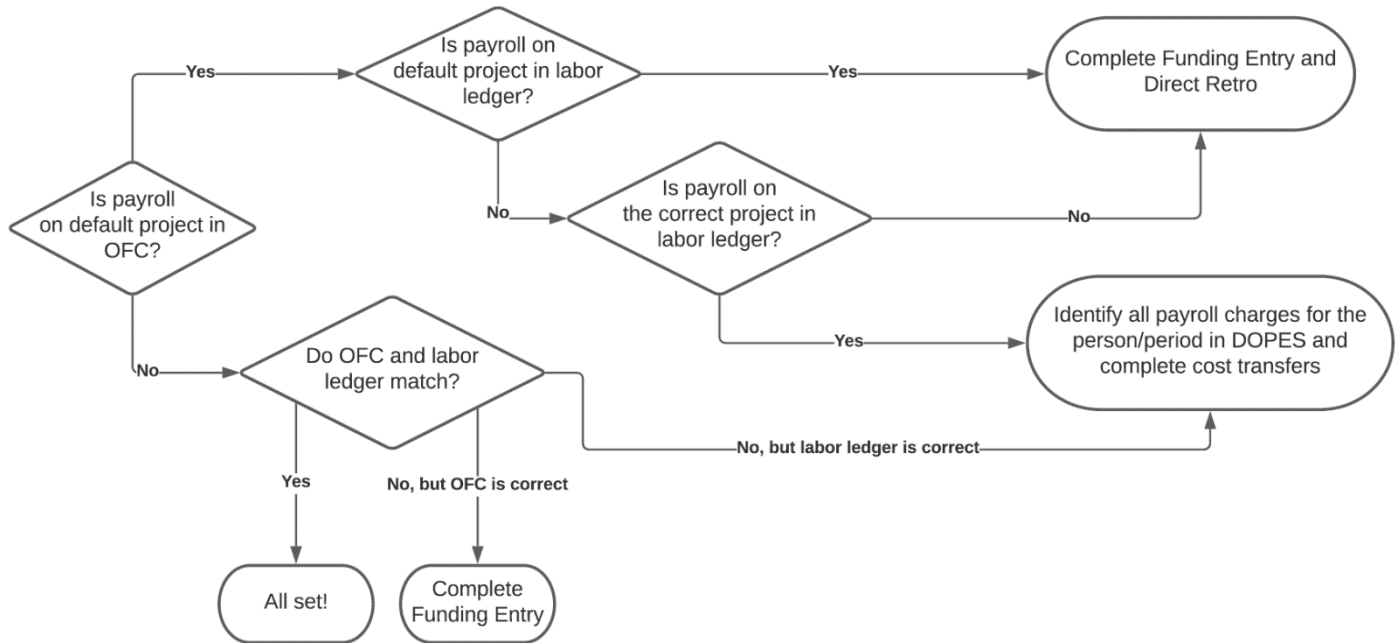 Is payroll on
default project in labor
ledger?
Yes
Yes
Complete Funding Entry and
Direct Retro
Is payroll
on default project in
OFC?
No
Is payroll on
the correct project in
labor ledger?
No
Yes
Identify all payroll charges for the
person/period in DOPES and
complete cost transfers
No
Do OFC and labor
ledger match?
No, but labor ledger is correct
Yes
No, but OFC is correct
All set!
Complete
Funding Entry